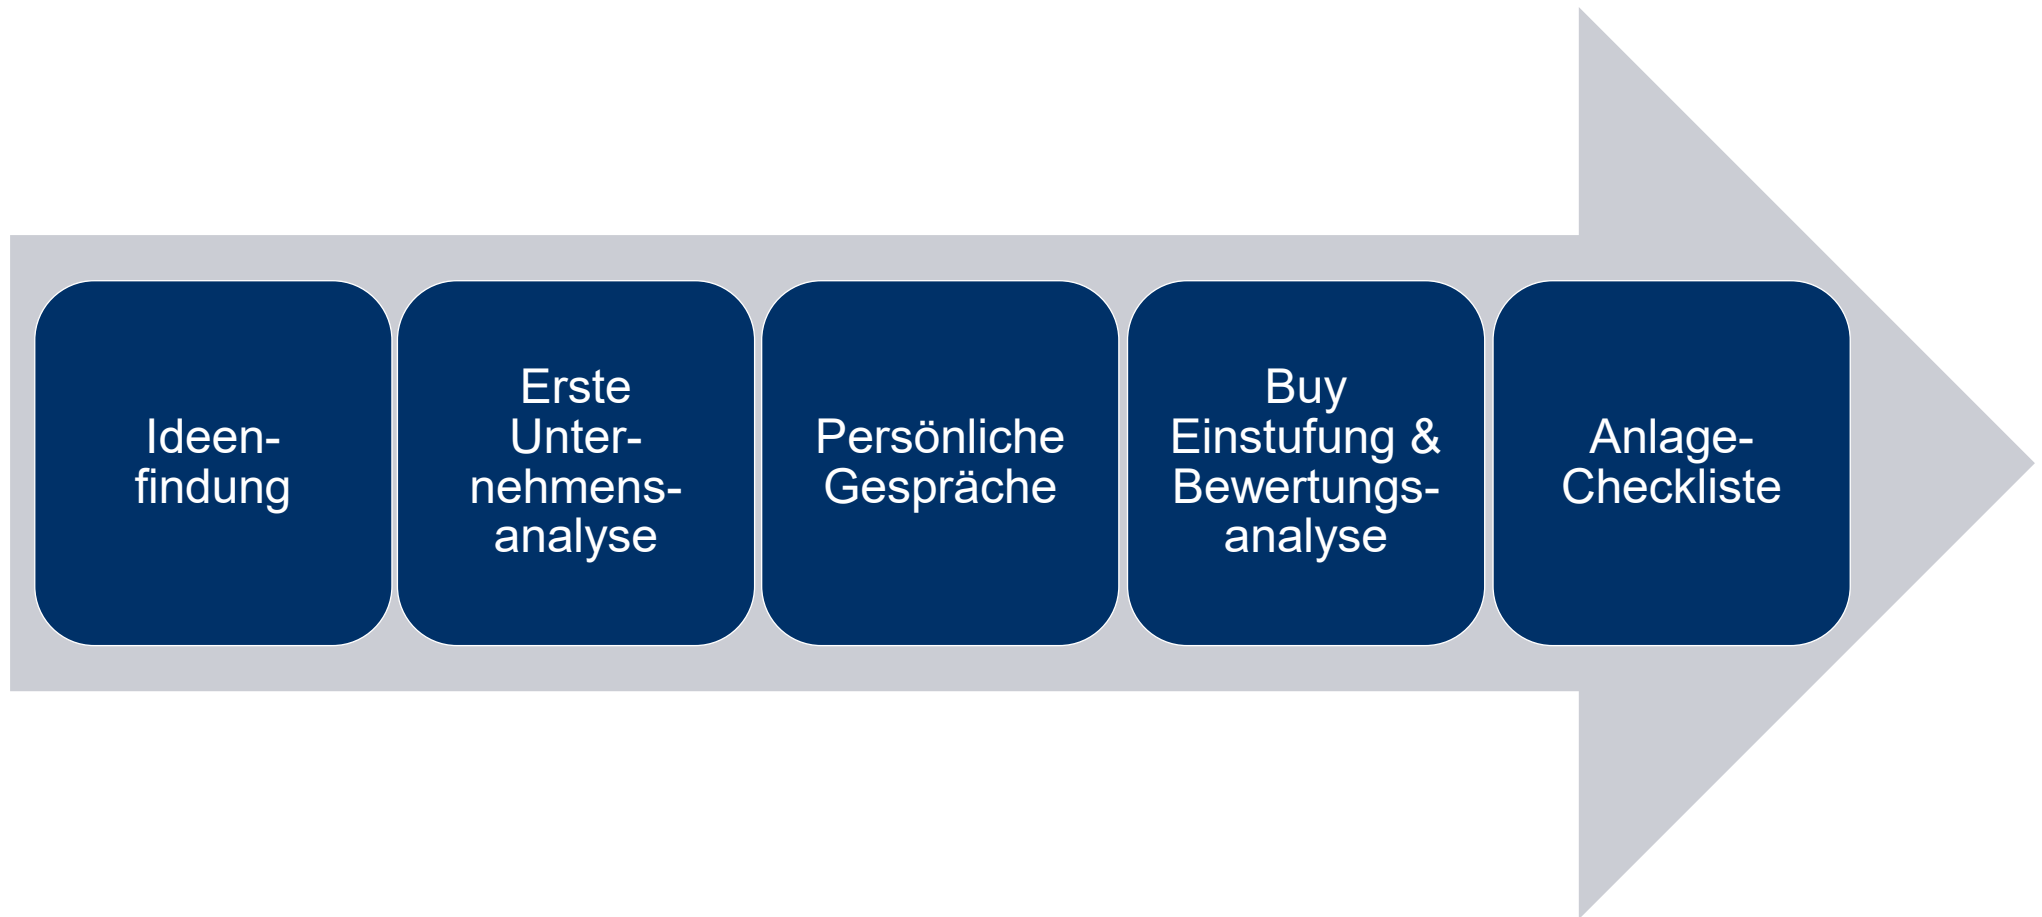 Ideen-
findung
Erste
Unter-
nehmens-
analyse
Persönliche
Gespräche
Buy
Einstufung &
Bewertungs-
analyse
Anlage-
Checkliste